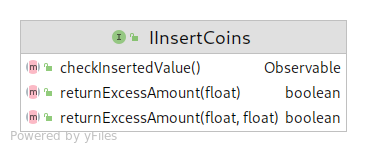 I IInsertCoins
m checkInsertedValue() Observable
m returnExcessAmount(float) boolean
m returnExcessAmount(float, float) boolean
Powered by yFiles